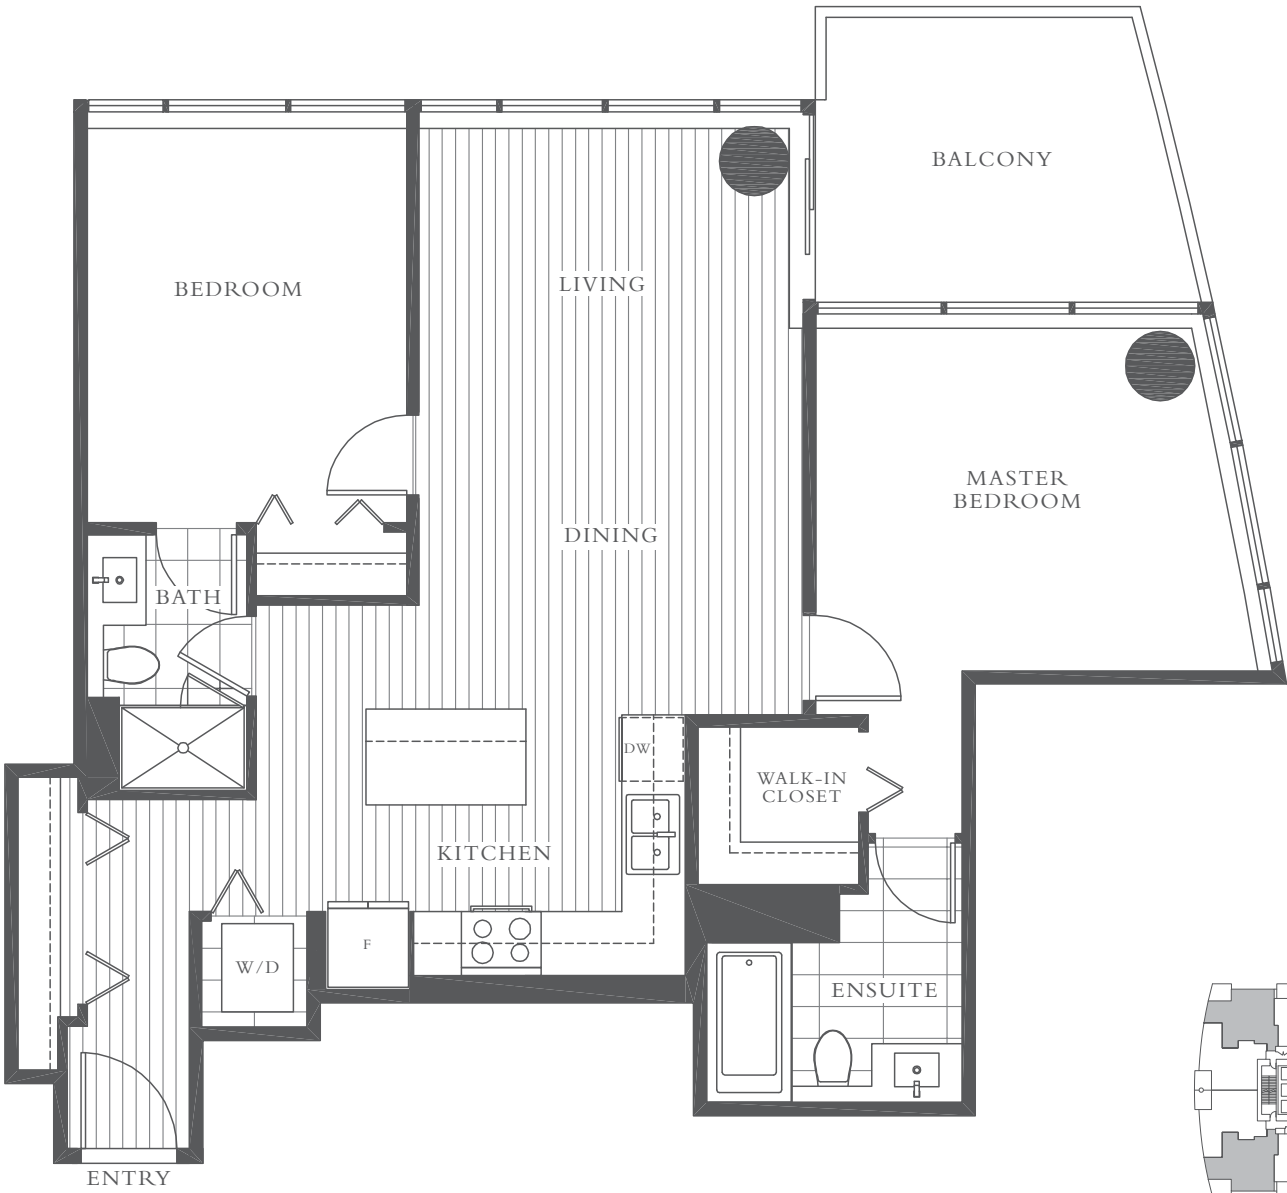 BALCONY
BEDROOM
LIVING
MASTER
BEDROOM
DINING
BATH
DW
WALK-IN
CLOSET
KITCHEN
F
W/D
ENSUITE
ENTRY